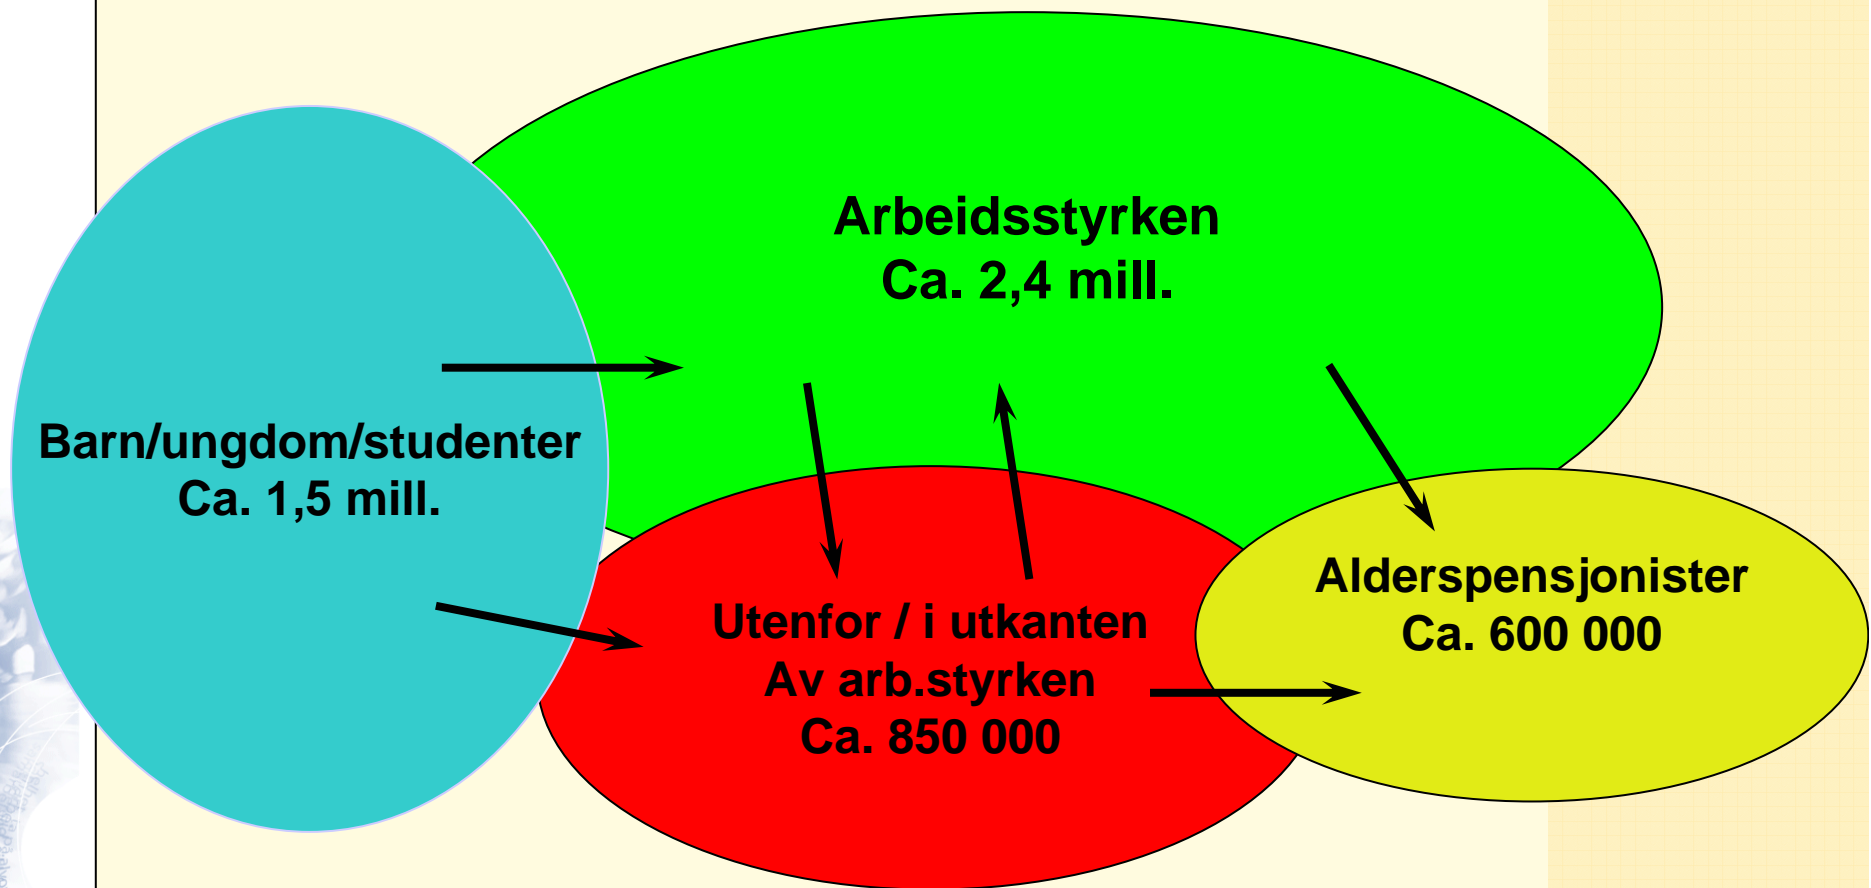 Arbeidsstyrken
Ca. 2,4 mill.
Barn/ungdom/studenter
Ca. 1,5 mill.
Utenfor / i utkanten
Av arb.styrken
Ca. 850 000
Alderspensjonister
Ca. 600 000